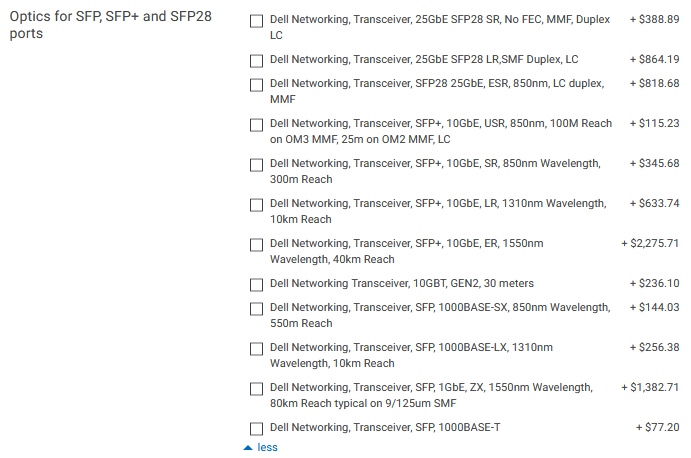 Optics for SFP, SFP+ and SFP28
ports
Dell Networking, Transceiver, 25GbE SFP28 SR, No FEC, MMF, Duplex + $388.89
LC
Dell Networking, Transceiver, 25GbE SFP28 LR,SMF Duplex, LC + $864.19
Dell Networking, Transceiver, SFP28 25GbE, ESR, 850nm, LC duplex, + $818.68
MMF
Dell Networking, Transceiver, SFP+, 10GbE, USR, 850nm, 100M Reach + $115.23
on OM3 MMF, 25m on OM2 MMF, LC
Dell Networking, Transceiver, SFP+, 10GbE, SR, 850nm Wavelength, + $345.68
300m Reach
Dell Networking, Transceiver, SFP+, 10GbE, LR, 1310nm Wavelength, + $633.74
10km Reach
Dell Networking, Transceiver, SFP+, 10GbE, ER, 1550nm + $2,275.71
Wavelength, 40km Reach
Dell Networking Transceiver, 10GBT, GEN2, 30 meters + $236.10
Dell Networking, Transceiver, SFP, 1000BASE-SX, 850nm Wavelength, + $144.03
550m Reach
Dell Networking, Transceiver, SFP, 1000BASE-LX, 1310nm + $256.38
Wavelength, 10km Reach
Dell Networking, Transceiver, SFP, 1GbE, ZX, 1550nm Wavelength, + $1,382.71
80km Reach typical on 9/125um SMF
Dell Networking, Transceiver, SFP, 1000BASE-T + $77.20
less